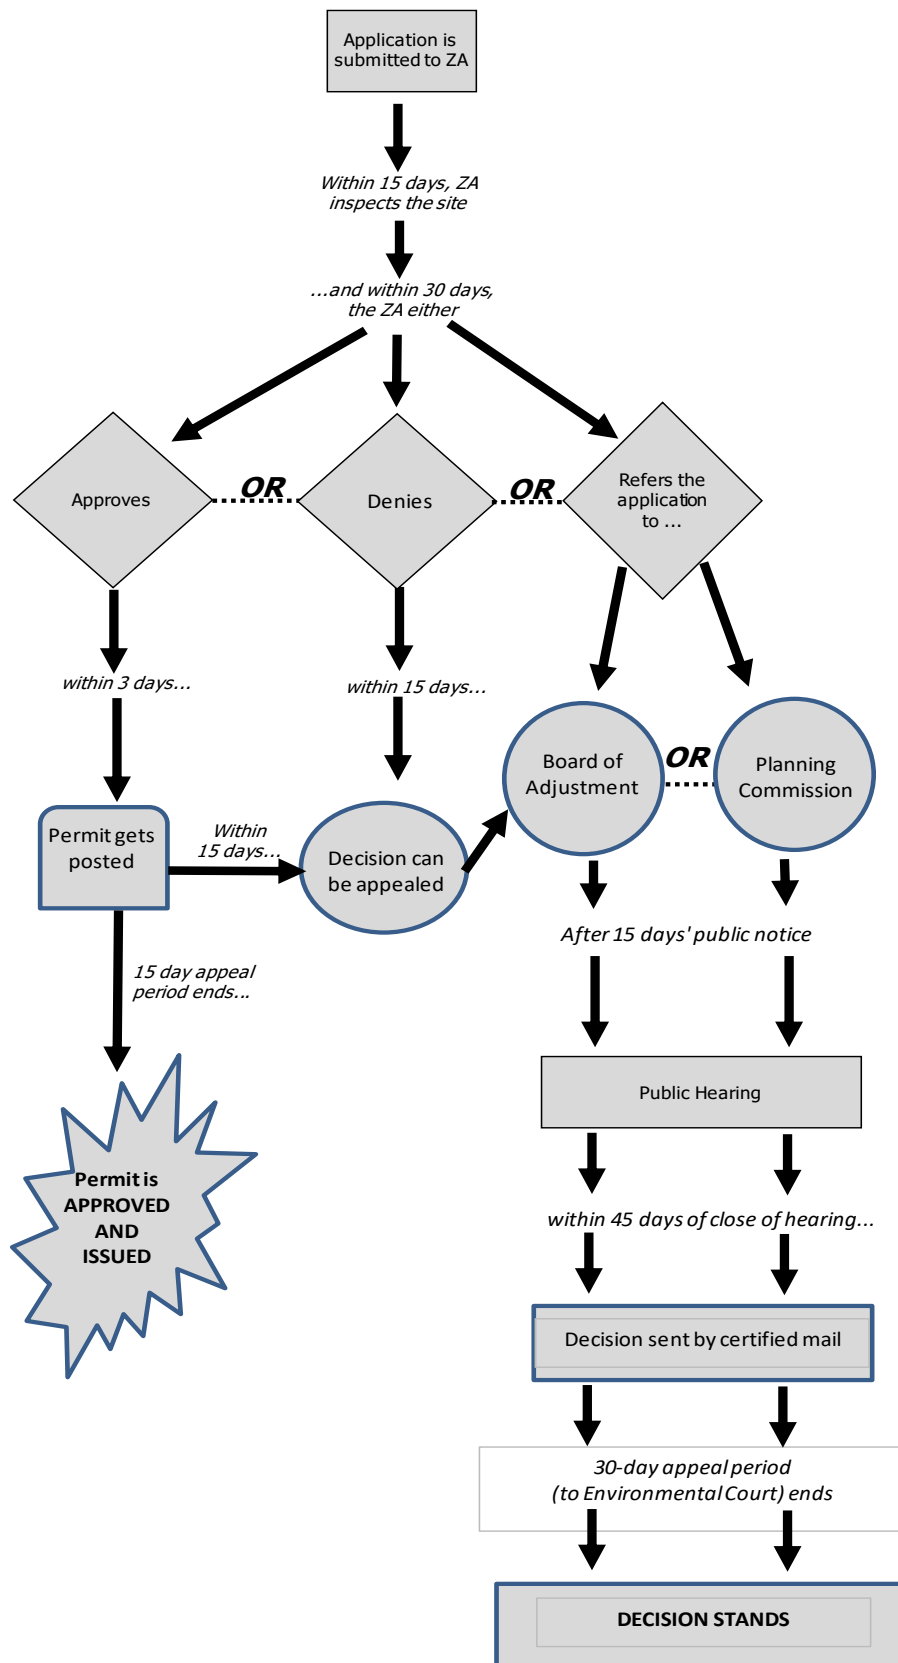 Application is
submitted to ZA
Within 15 days, ZA
inspects the site
...and within 30 days,
the ZA either
Approves
OR
Denies
OR
Refers the
application
to ...
within 3 days...
within 15 days...
Board of
Adjustment
OR
Planning
Commission
Permit gets
posted
Within
15 days...
Decision can
be appealed
After 15 days' public notice
15 day appeal
period ends...
Public Hearing
Permit is
APPROVED
AND
ISSUED
within 45 days of close of hearing...
Decision sent by certified mail
30-day appeal period
(to Environmental Court) ends
DECISION STANDS